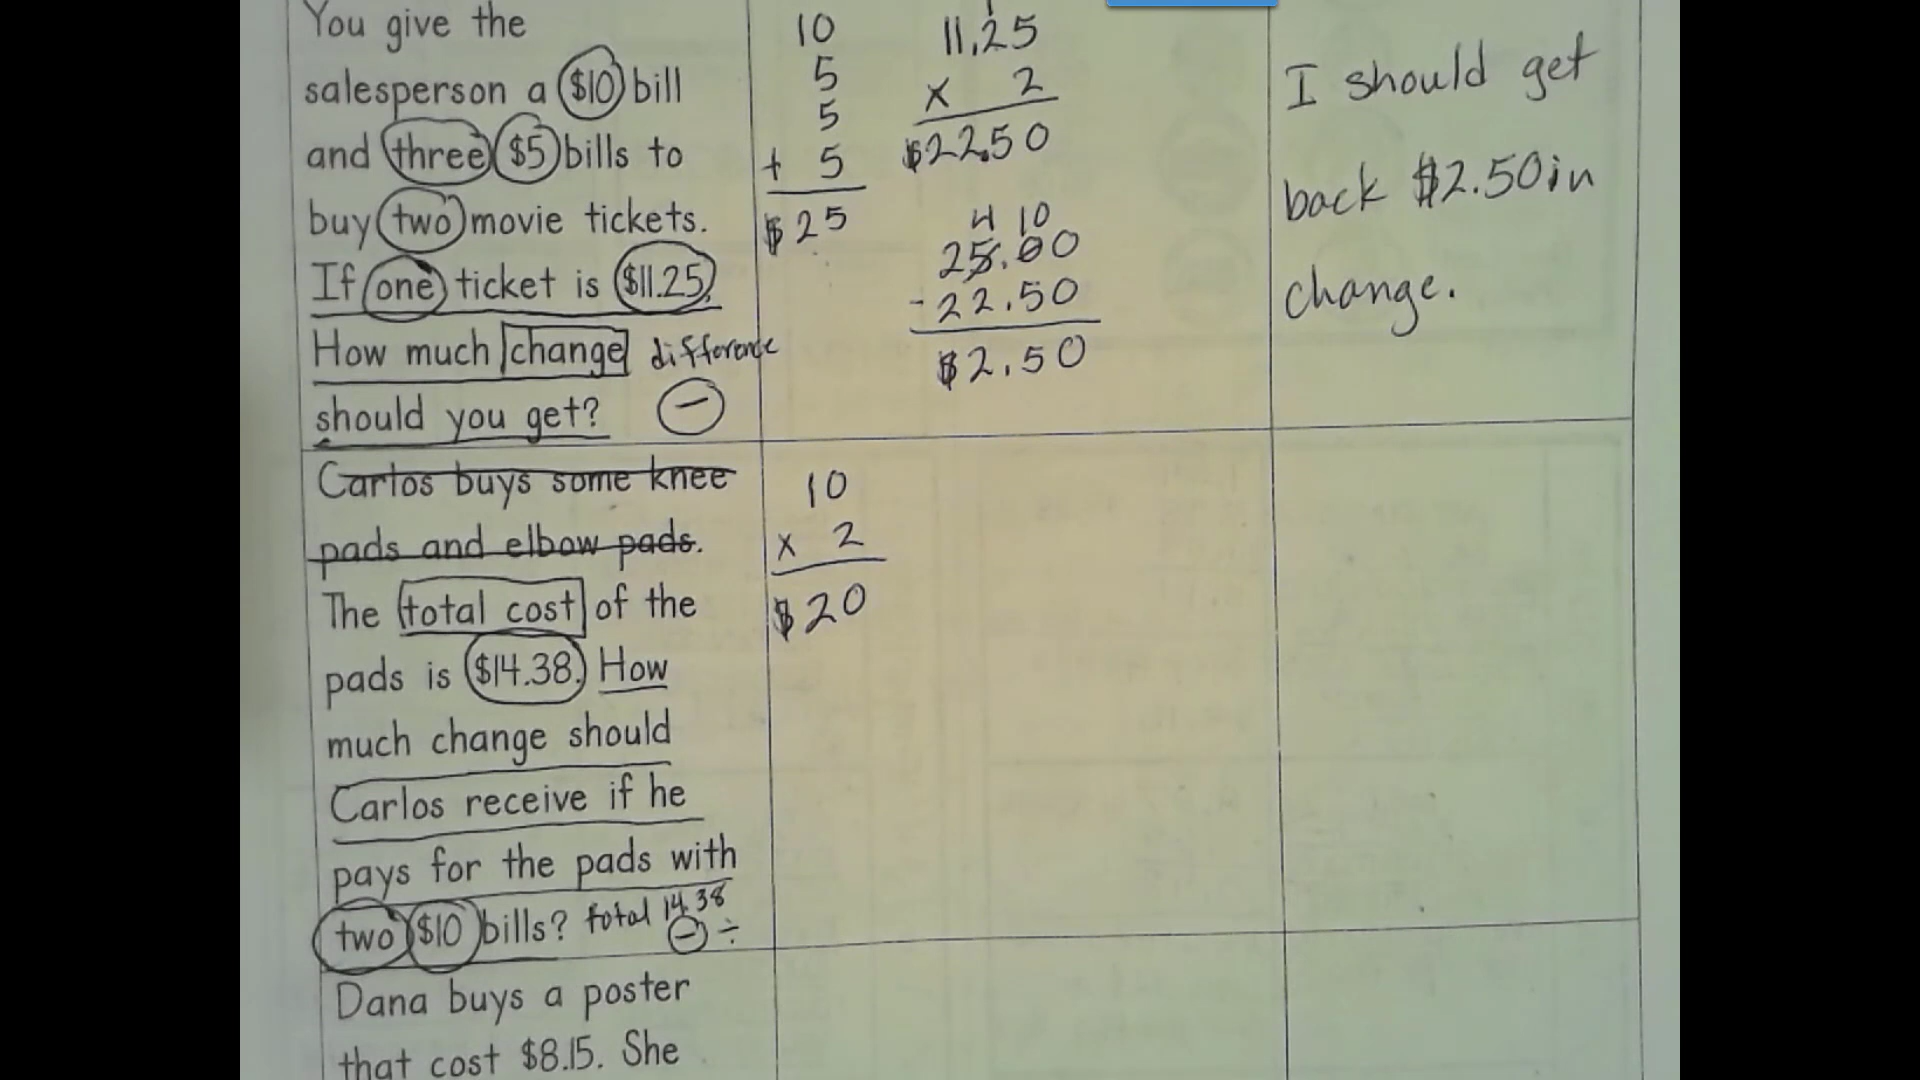 You give the
salesperson a $10 bill
and three $5 bills to
buy two movie tickets.
If one ticket is $11.25,
How much change difference
should you get? −
10
5
5
+ 5
$25
1
11.25
x 2
$22.50
4 10
25.00
- 22.50
$2.50
I should get
back $2.50 in
change.
Carlos buys some knee
pads and elbow pads.
The total cost of the
pads is $14.38. How
much change should
Carlos receive if he
pays for the pads with
two $10 bills? total 14.38
− ÷
10
x 2
$20
Dana buys a poster
that cost $8.15. She